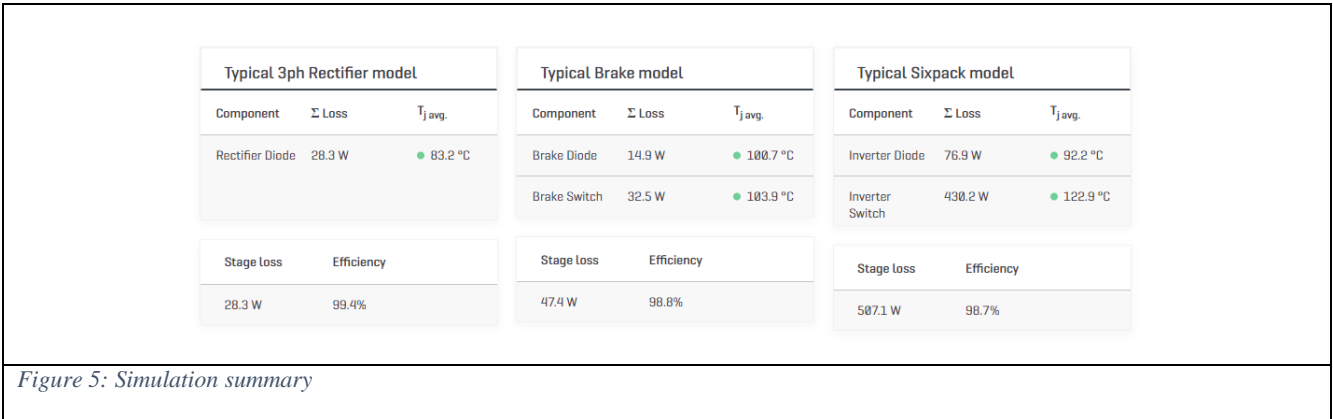 Typical 3ph Rectifier model
Component Σ Loss Tj avg.
Rectifier Diode 28.3 W 83.2 °C
Stage loss Efficiency
28.3 W 99.4%
Typical Brake model
Component Σ Loss Tj avg.
Brake Diode 14.9 W 100.7 °C
Brake Switch 32.5 W 103.9 °C
Stage loss Efficiency
47.4 W 98.8%
Typical Sixpack model
Component Σ Loss Tj avg.
Inverter Diode 76.9 W 92.2 °C
Inverter Switch 430.2 W 122.9 °C
Stage loss Efficiency
507.1 W 98.7%
Figure 5: Simulation summary